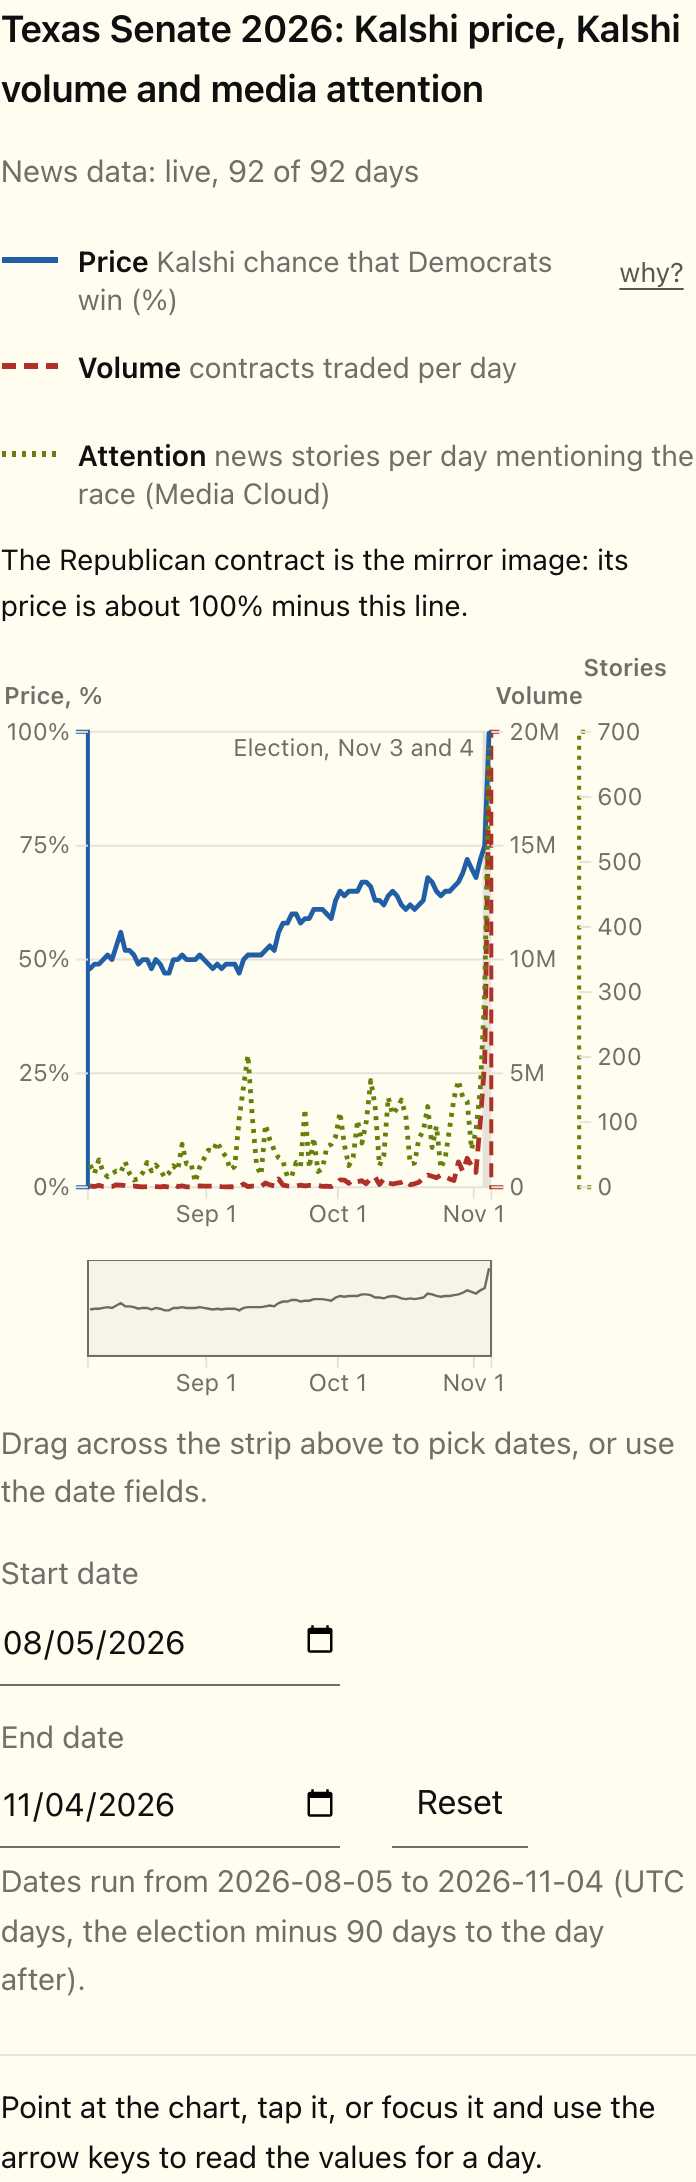 Texas Senate 2026: Kalshi price, Kalshi
volume and media attention
News data: live, 92 of 92 days
Price Kalshi chance that Democrats
win (%)
why?
Volume contracts traded per day
Attention news stories per day mentioning the
race (Media Cloud)
The Republican contract is the mirror image: its
price is about 100% minus this line.
Stories
Price, %
Volume
100%
Election, Nov 3 and 4
20M
700
600
75%
15M
500
400
50%
10M
300
25%
5M
200
100
0%
0
0
Sep 1
Oct 1
Nov 1
Sep 1
Oct 1
Nov 1
Drag across the strip above to pick dates, or use
the date fields.
Start date
08/05/2026
End date
11/04/2026
Reset
Dates run from 2026-08-05 to 2026-11-04 (UTC
days, the election minus 90 days to the day
after).
Point at the chart, tap it, or focus it and use the
arrow keys to read the values for a day.